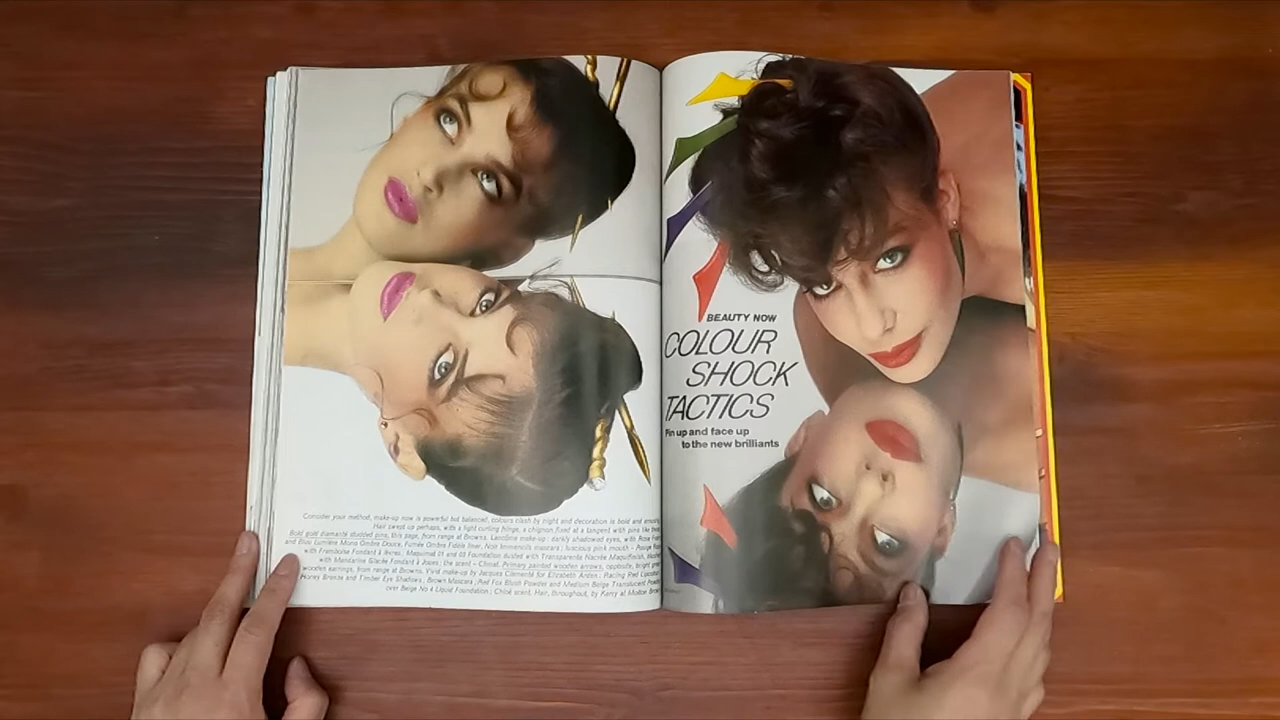 Consider your method, make-up now is powerful but balanced, colours clash by night and decoration is bold and amusing.
Hair swept up perhaps, with a light curling fringe, a chignon fixed at a tangent with pins like these.
Bold gold diamanté studded pins, this page, from range at Browns. Lancôme make-up: darkly shadowed eyes, with Rose
and Bleu Lumière Mono Ombre Douce, Fumée Ombre Fidèle liner, Noir Immencils mascara; luscious pink mouth – Rouge
with Framboise Fondant à lèvres; Maquimat 01 and 03 Foundation dusted with Transparente Nacrée Maquifinish,
with Mandarine Glacée Fondant à Joues; the scent – Climat. Primary painted wooden arrows, opposite, bright green
wooden earrings, from range at Browns. Vivid make-up by Jacques Clemente for Elizabeth Arden: Racing Red Lipcolour
Honey Bronze and Timber Eye Shadows; Brown Mascara; Red Fox Blush Powder and Medium Beige Translucent Powder
over Beige No 4 Liquid Foundation; Chloé scent. Hair, throughout, by Kerry at Molton Brown
BEAUTY NOW
COLOUR
SHOCK
TACTICS
Pin up and face up
to the new brilliants